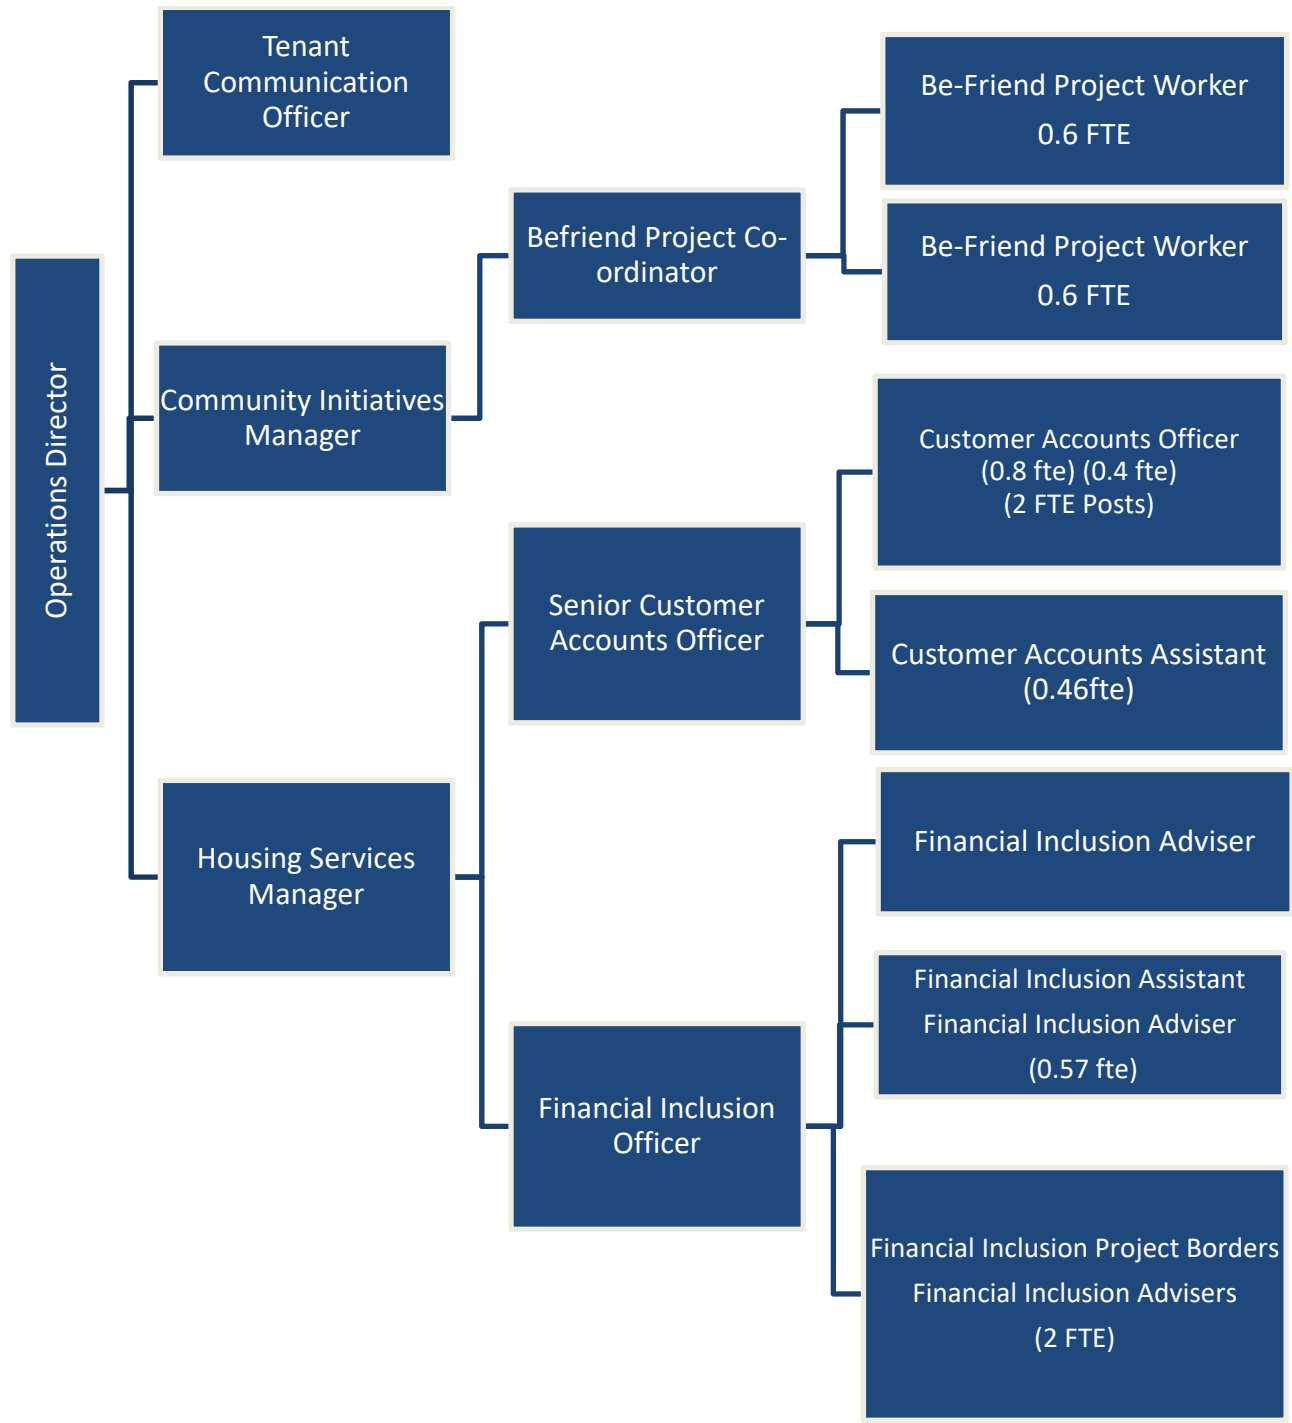 Operations Director
Tenant
Communication
Officer
Community Initiatives
Manager
Housing Services
Manager
Befriend Project Co-
ordinator
Senior Customer
Accounts Officer
Financial Inclusion
Officer
Be-Friend Project Worker
0.6 FTE
Be-Friend Project Worker
0.6 FTE
Customer Accounts Officer
(0.8 fte) (0.4 fte)
(2 FTE Posts)
Customer Accounts Assistant
(0.46fte)
Financial Inclusion Adviser
Financial Inclusion Assistant
Financial Inclusion Adviser
(0.57 fte)
Financial Inclusion Project Borders
Financial Inclusion Advisers
(2 FTE)